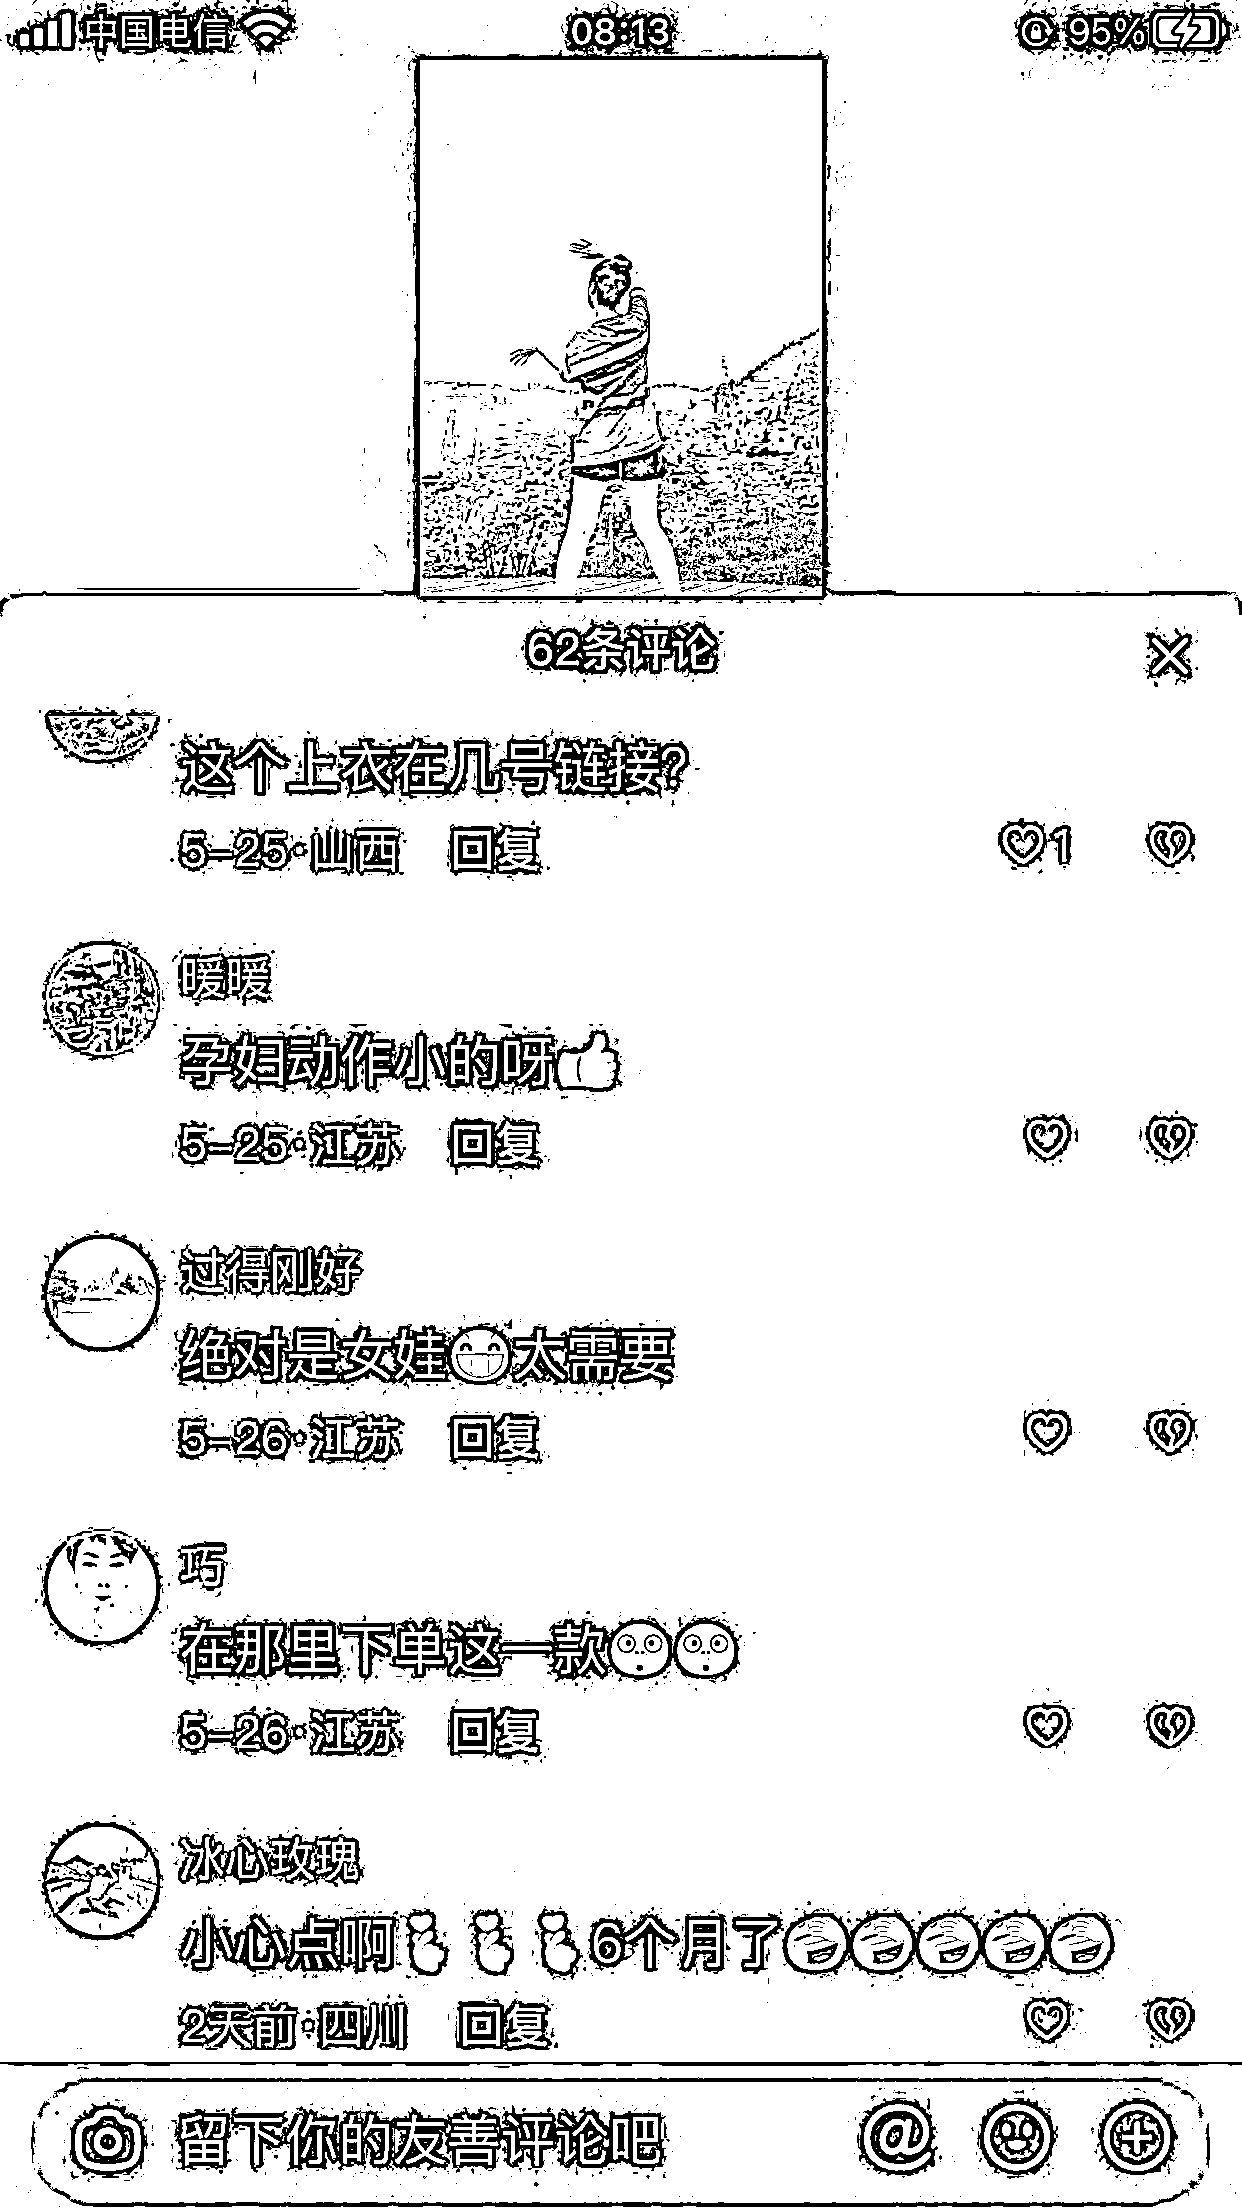 中国电信 08:13 95%
62条评论
这个上衣在几号链接?
5-25·山西 回复 1
暖暖
孕妇动作小的呀👍
5-25·江苏 回复
过得刚好
绝对是女娃😁太需要
5-26·江苏 回复
巧
在那里下单这一款😳😳
5-26·江苏 回复
冰心玫瑰
小心点啊 6个月了
2天前·四川 回复
留下你的友善评论吧 @